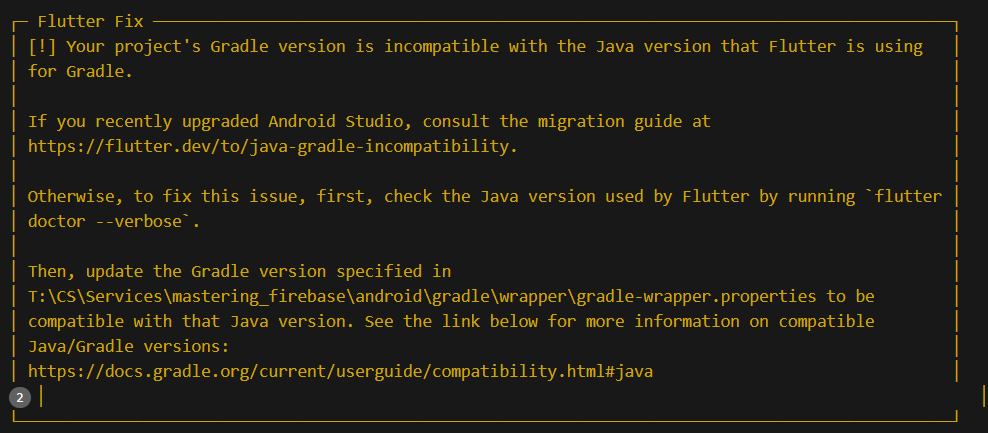 Flutter Fix
[!] Your project's Gradle version is incompatible with the Java version that Flutter is using
for Gradle.
If you recently upgraded Android Studio, consult the migration guide at
https://flutter.dev/to/java-gradle-incompatibility.
Otherwise, to fix this issue, first, check the Java version used by Flutter by running `flutter
doctor --verbose`.
Then, update the Gradle version specified in
T:\CS\Services\mastering_firebase\android\gradle\wrapper\gradle-wrapper.properties to be
compatible with that Java version. See the link below for more information on compatible
Java/Gradle versions:
https://docs.gradle.org/current/userguide/compatibility.html#java
2